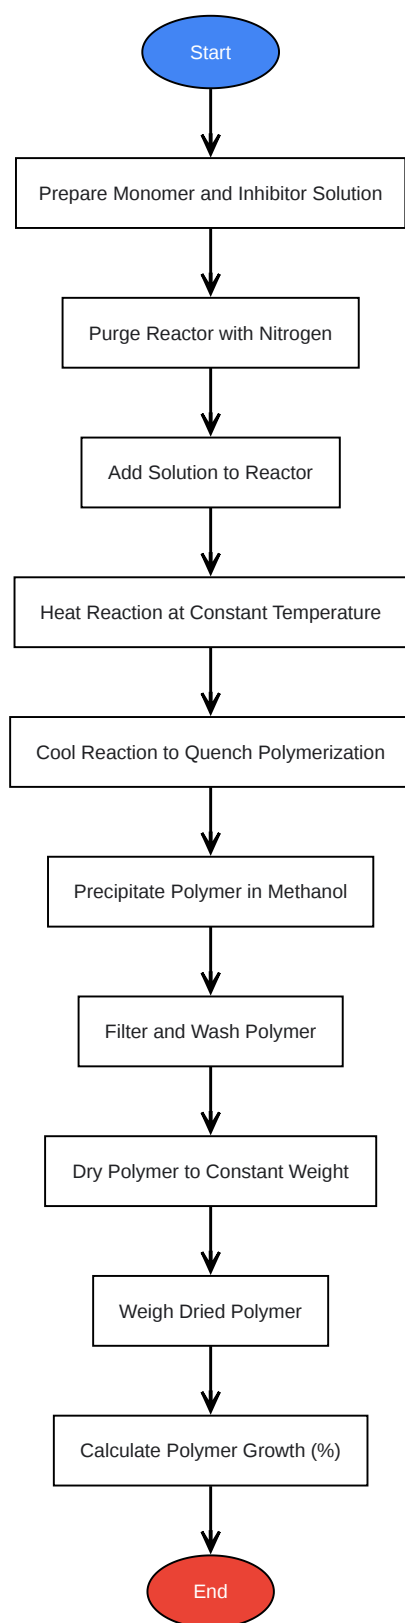 Start
Prepare Monomer and Inhibitor Solution
Purge Reactor with Nitrogen
Add Solution to Reactor
Heat Reaction at Constant Temperature
Cool Reaction to Quench Polymerization
Precipitate Polymer in Methanol
Filter and Wash Polymer
Dry Polymer to Constant Weight
Weigh Dried Polymer
Calculate Polymer Growth (%)
End